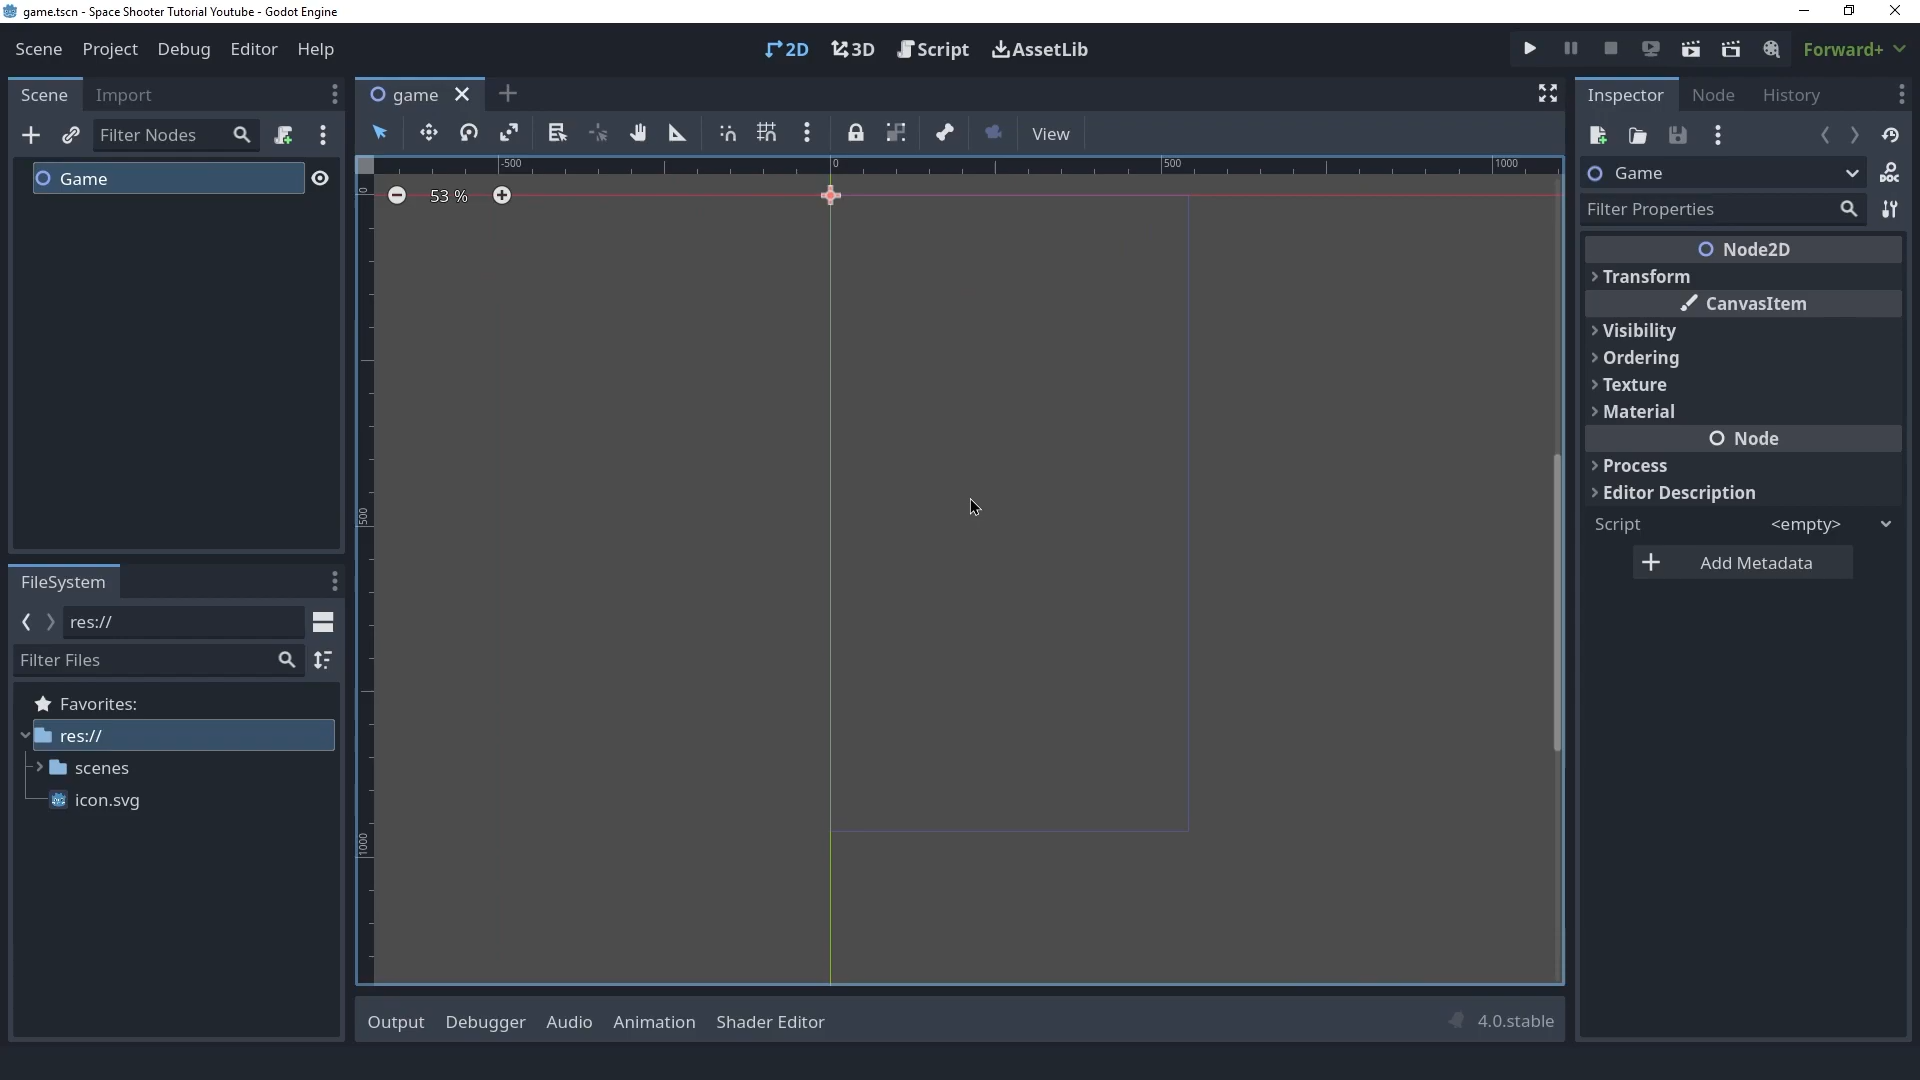 game.tscn - Space Shooter Tutorial Youtube - Godot Engine
Scene Project Debug Editor Help
2D 3D Script AssetLib
Forward+
Scene Import
Filter Nodes
Game
FileSystem
res://
Filter Files
Favorites:
res://
scenes
icon.svg
game
View
-500 0 500 1000
0
500
1000
53 %
Output Debugger Audio Animation Shader Editor
4.0.stable
Inspector Node History
Game
DOC
Filter Properties
Node2D
Transform
CanvasItem
Visibility
Ordering
Texture
Material
Node
Process
Editor Description
Script <empty>
Add Metadata